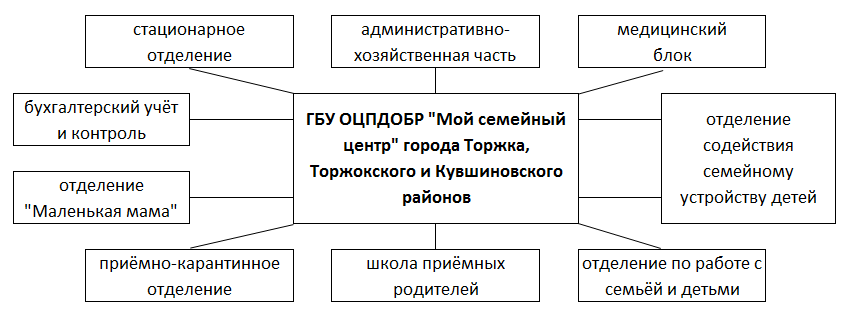 стационарное
отделение
административно-
хозяйственная часть
медицинский
блок
бухгалтерский учёт
и контроль
ГБУ ОЦПДОБР "Мой семейный
центр" города Торжка,
Торжокского и Кувшиновского
районов
отделение
содействия
семейному
устройству детей
отделение
"Маленькая мама"
приёмно-карантинное
отделение
школа приёмных
родителей
отделение по работе с
семьёй и детьми